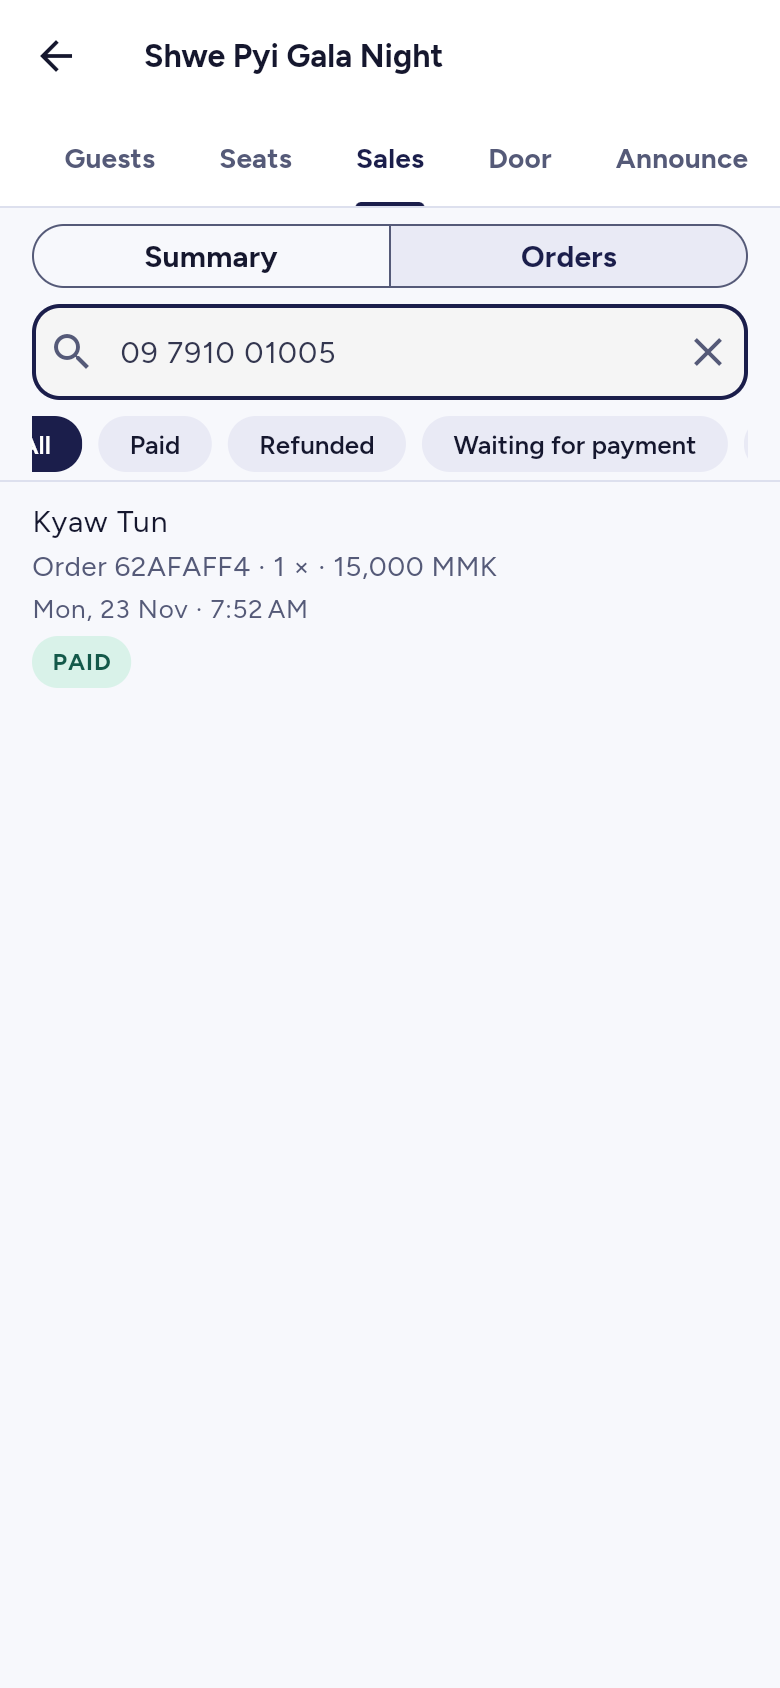 Shwe Pyi Gala Night
Guests Seats Sales Door Announce
Summary Orders
09 7910 01005
All Paid Refunded Waiting for payment
Kyaw Tun
Order 62AFAFF4 · 1 × · 15,000 MMK
Mon, 23 Nov · 7:52 AM
PAID